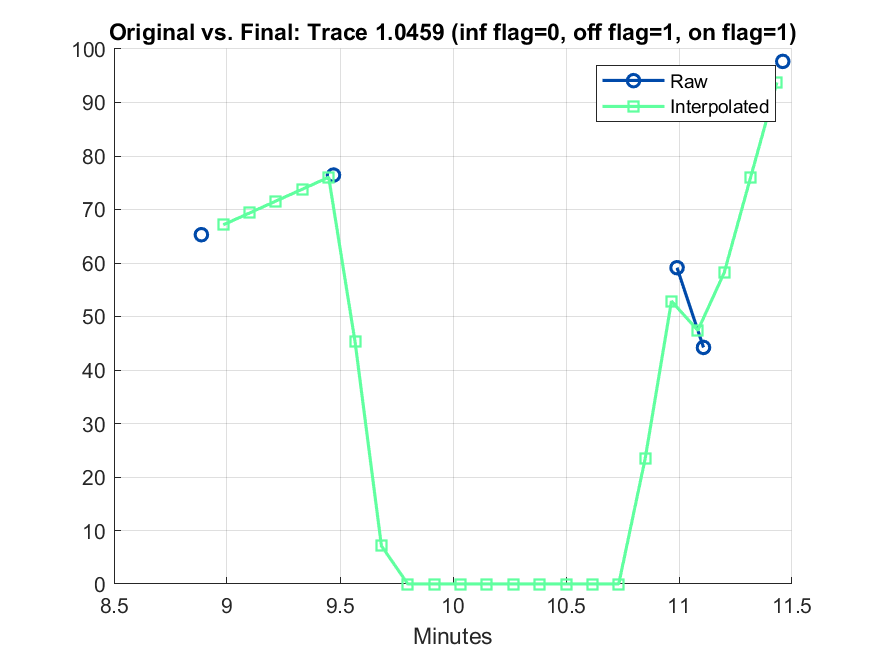 Original vs. Final: Trace 1.0459 (inf flag=0, off flag=1, on flag=1)
100
90
80
70
60
50
40
30
20
10
0
Raw
Interpolated
8.5 9 9.5 10 10.5 11 11.5
Minutes